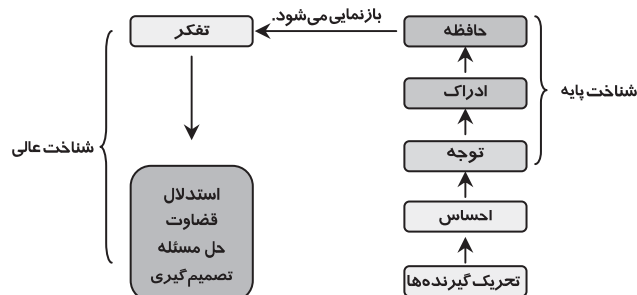 بازنمایی می‌شود.
تفکر
حافظه
شناخت پایه
ادراک
شناخت عالی
توجه
استدلال
قضاوت
حل مسئله
تصمیم‌گیری
احساس
تحریک گیرنده‌ها